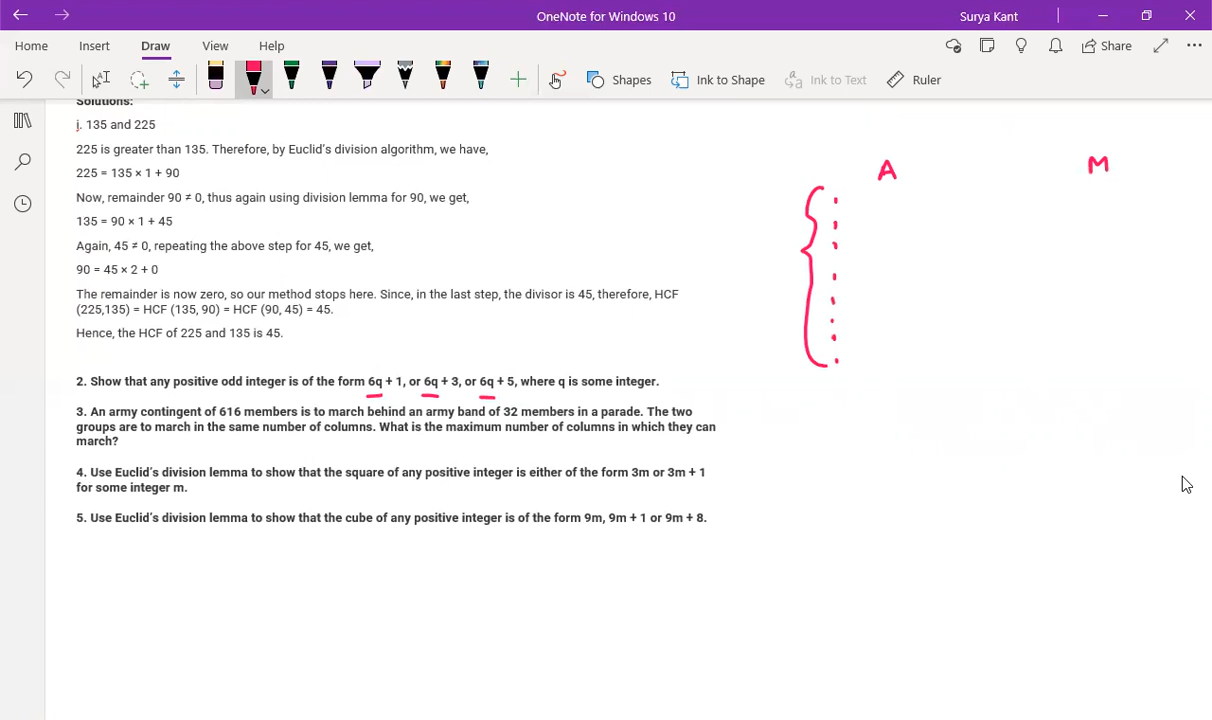 OneNote for Windows 10
Surya Kant
Home Insert Draw View Help
Share
Shapes Ink to Shape Ink to Text Ruler
Solutions:
i. 135 and 225
225 is greater than 135. Therefore, by Euclid's division algorithm, we have,
225 = 135 × 1 + 90
Now, remainder 90 ≠ 0, thus again using division lemma for 90, we get,
135 = 90 × 1 + 45
Again, 45 ≠ 0, repeating the above step for 45, we get,
90 = 45 × 2 + 0
The remainder is now zero, so our method stops here. Since, in the last step, the divisor is 45, therefore, HCF
(225,135) = HCF (135, 90) = HCF (90, 45) = 45.
Hence, the HCF of 225 and 135 is 45.
2. Show that any positive odd integer is of the form 6q + 1, or 6q + 3, or 6q + 5, where q is some integer.
3. An army contingent of 616 members is to march behind an army band of 32 members in a parade. The two
groups are to march in the same number of columns. What is the maximum number of columns in which they can
march?
4. Use Euclid's division lemma to show that the square of any positive integer is either of the form 3m or 3m + 1
for some integer m.
5. Use Euclid's division lemma to show that the cube of any positive integer is of the form 9m, 9m + 1 or 9m + 8.
A M